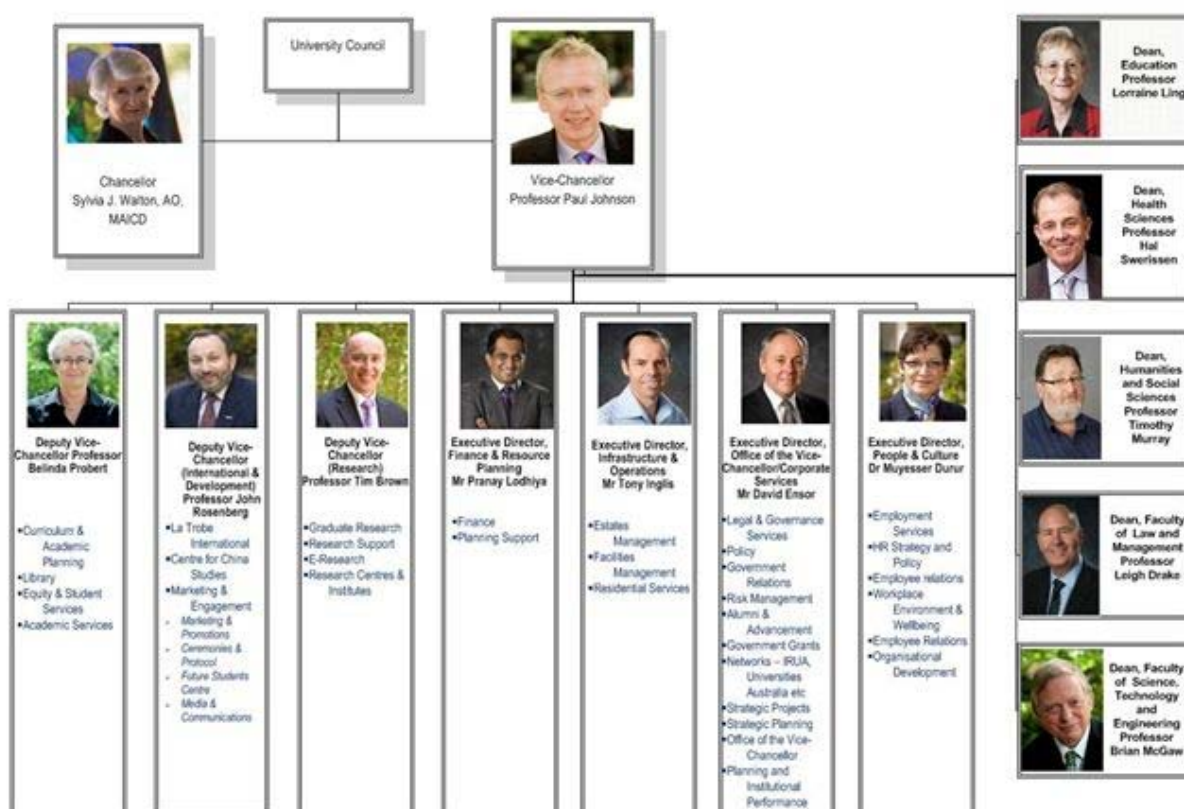 University Council
Chancellor
Sylvia J. Walton, AO,
MAICD
Vice-Chancellor
Professor Paul Johnson
Dean,
Education
Professor
Lorraine Ling
Dean,
Health
Sciences
Professor
Hal
Swerissen
Dean,
Humanities
and Social
Sciences
Professor
Timothy
Murray
Dean, Faculty
of Law and
Management
Professor
Leigh Drake
Dean, Faculty
of Science,
Technology
and
Engineering
Professor
Brian McGaw
Deputy Vice-
Chancellor Professor
Belinda Probert
•Curriculum &
Academic
Planning
•Library
•Equity & Student
Services
•Academic Services
Deputy Vice-
Chancellor
(International &
Development)
Professor John
Rosenberg
•La Trobe
International
•Centre for China
Studies
•Marketing &
Engagement
Marketing &
Promotions
Ceremonies &
Protocol
Future Students
Centre
Media &
Communications
Deputy Vice-
Chancellor
(Research)
Professor Tim Brown
•Graduate Research
•Research Support
•E-Research
•Research Centres &
Institutes
Executive Director,
Finance & Resource
Planning
Mr Pranay Lodhiya
•Finance
•Planning Support
Executive Director,
Infrastructure &
Operations
Mr Tony Inglis
•Estates
Management
•Facilities
Management
•Residential Services
Executive Director,
Office of the Vice-
Chancellor/Corporate
Services
Mr David Ensor
•Legal & Governance
Services
•Policy
•Government
Relations
•Risk Management
•Alumni &
Advancement
•Government Grants
•Networks – IRUA,
Universities
Australia etc
•Strategic Projects
•Strategic Planning
•Office of the Vice-
Chancellor
•Planning and
Institutional
Performance
Executive Director,
People & Culture
Dr Muyesser Durur
•Employment
Services
•HR Strategy and
Policy
•Employee relations
•Workplace
Environment &
Wellbeing
•Employee Relations
•Organisational
Development